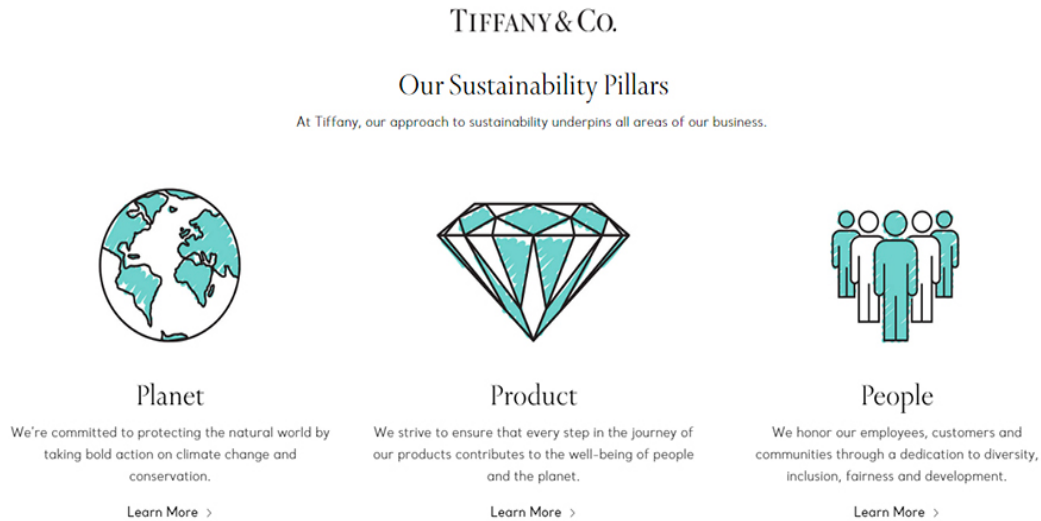 TIFFANY & CO.
Our Sustainability Pillars
At Tiffany, our approach to sustainability underpins all areas of our business.
Planet
We're committed to protecting the natural world by
taking bold action on climate change and
conservation.
Learn More >
Product
We strive to ensure that every step in the journey of
our products contributes to the well-being of people
and the planet.
Learn More >
People
We honor our employees, customers and
communities through a dedication to diversity,
inclusion, fairness and development.
Learn More >